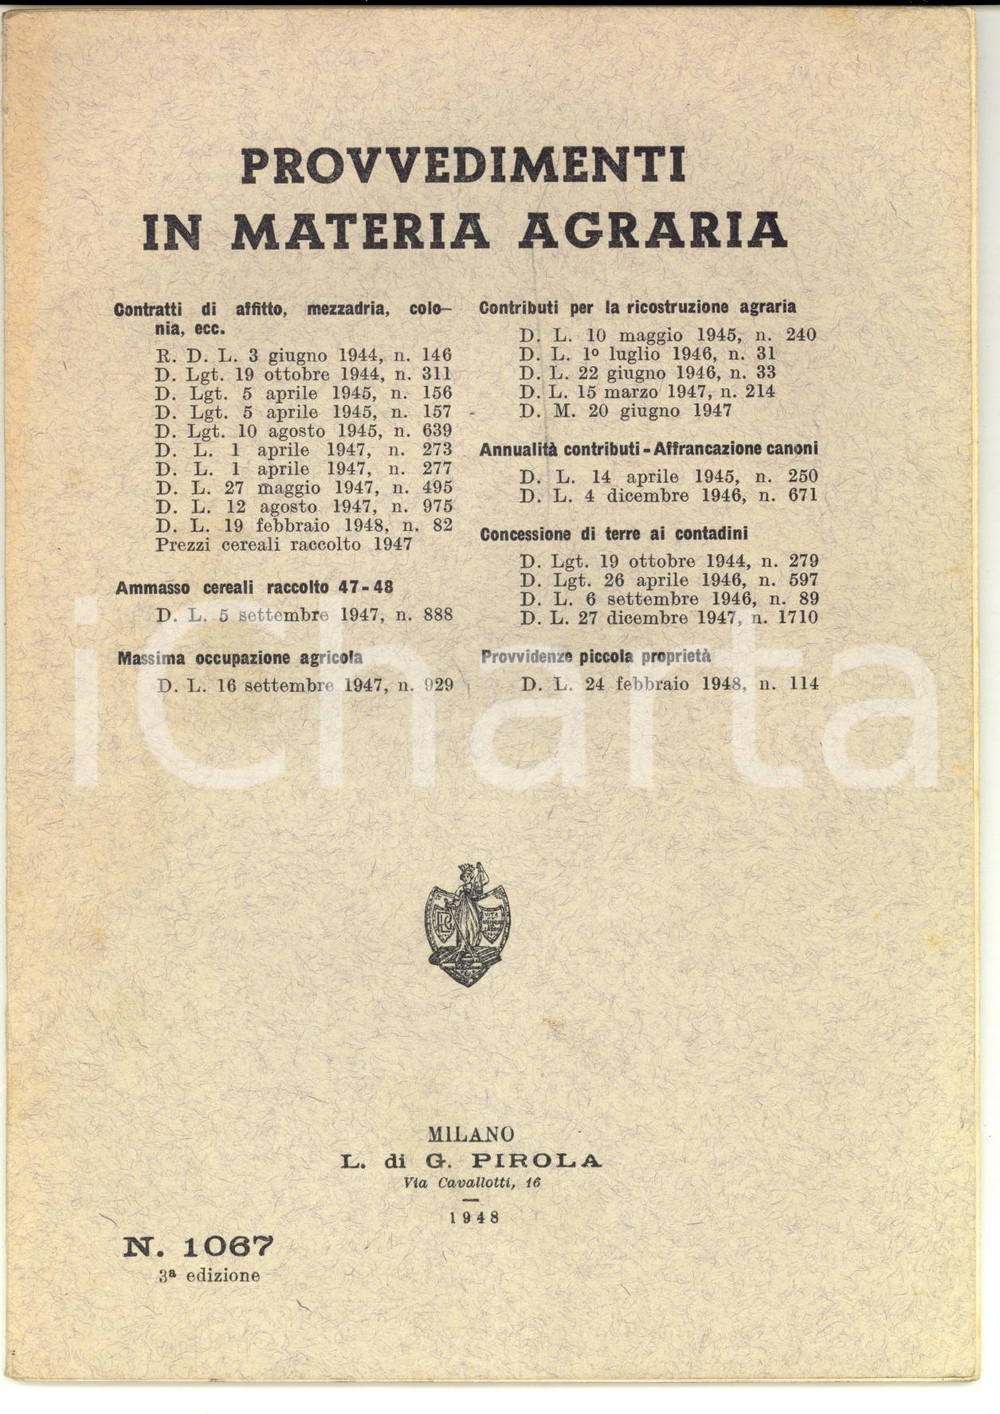 PROVVEDIMENTI
IN MATERIA AGRARIA
Contratti di affitto, mezzadria, colo-
nia, ecc.
R. D. L. 3 giugno 1944, n. 146
D. Lgt. 19 ottobre 1944, n. 311
D. Lgt. 5 aprile 1945, n. 156
D. Lgt. 5 aprile 1945, n. 157
D. Lgt. 10 agosto 1945, n. 639
D. L. 1 aprile 1947, n. 273
D. L. 1 aprile 1947, n. 277
D. L. 27 maggio 1947, n. 495
D. L. 12 agosto 1947, n. 975
D. L. 19 febbraio 1948, n. 82
Prezzi cereali raccolto 1947
Ammasso cereali raccolto 47-48
D. L. 5 settembre 1947, n. 888
Massima occupazione agricola
D. L. 16 settembre 1947, n. 929
Contributi per la ricostruzione agraria
D. L. 10 maggio 1945, n. 240
D. L. 1º luglio 1946, n. 31
D. L. 22 giugno 1946, n. 33
D. L. 15 marzo 1947, n. 214
D. M. 20 giugno 1947
Annualità contributi - Affrancazione canoni
D. L. 14 aprile 1945, n. 250
D. L. 4 dicembre 1946, n. 671
Concessione di terre ai contadini
D. Lgt. 19 ottobre 1944, n. 279
D. Lgt. 26 aprile 1946, n. 597
D. L. 6 settembre 1946, n. 89
D. L. 27 dicembre 1947, n. 1710
Provvidenze piccola proprietà
D. L. 24 febbraio 1948, n. 114
iCharta
MILANO
L. di G. PIROLA
Via Cavallotti, 16
1948
N. 1067
3ª edizione